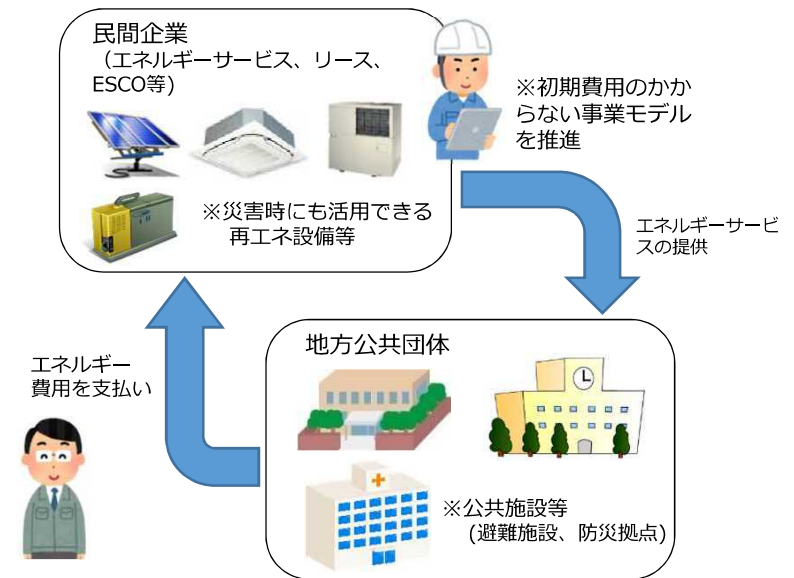 民間企業
（エネルギーサービス、リース、
ESCO等)
※初期費用のかか
らない事業モデル
を推進
※災害時にも活用できる
再エネ設備等
エネルギーサービ
スの提供
地方公共団体
エネルギー
費用を支払い
※公共施設等
(避難施設、防災拠点)